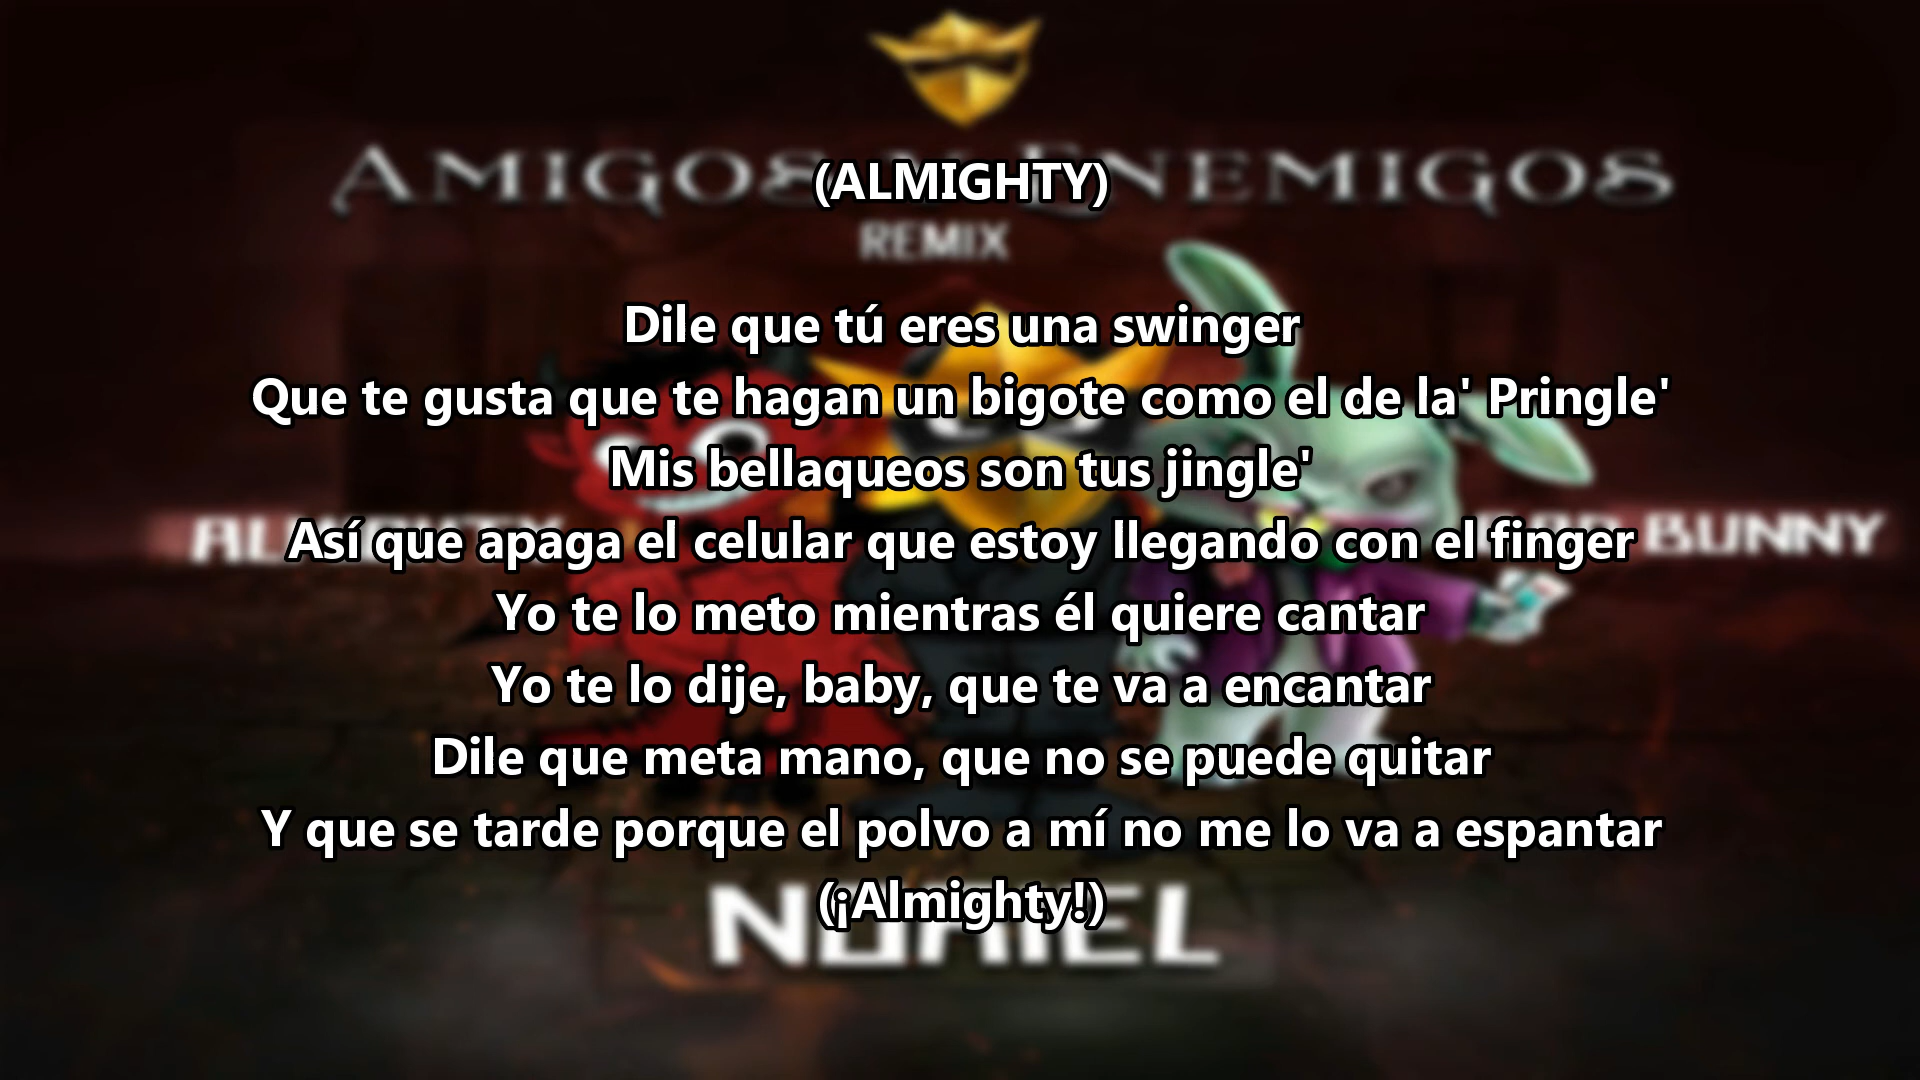 AMIGOS Y ENEMIGOS
(ALMIGHTY)
REMIX
Dile que tú eres una swinger
Que te gusta que te hagan un bigote como el de la' Pringle'
Mis bellaqueos son tus jingle'
Así que apaga el celular que estoy llegando con el finger
ALMIGHTY
BUNNY
Yo te lo meto mientras él quiere cantar
Yo te lo dije, baby, que te va a encantar
Dile que meta mano, que no se puede quitar
Y que se tarde porque el polvo a mí no me lo va a espantar
(¡Almighty!)
NORIEL